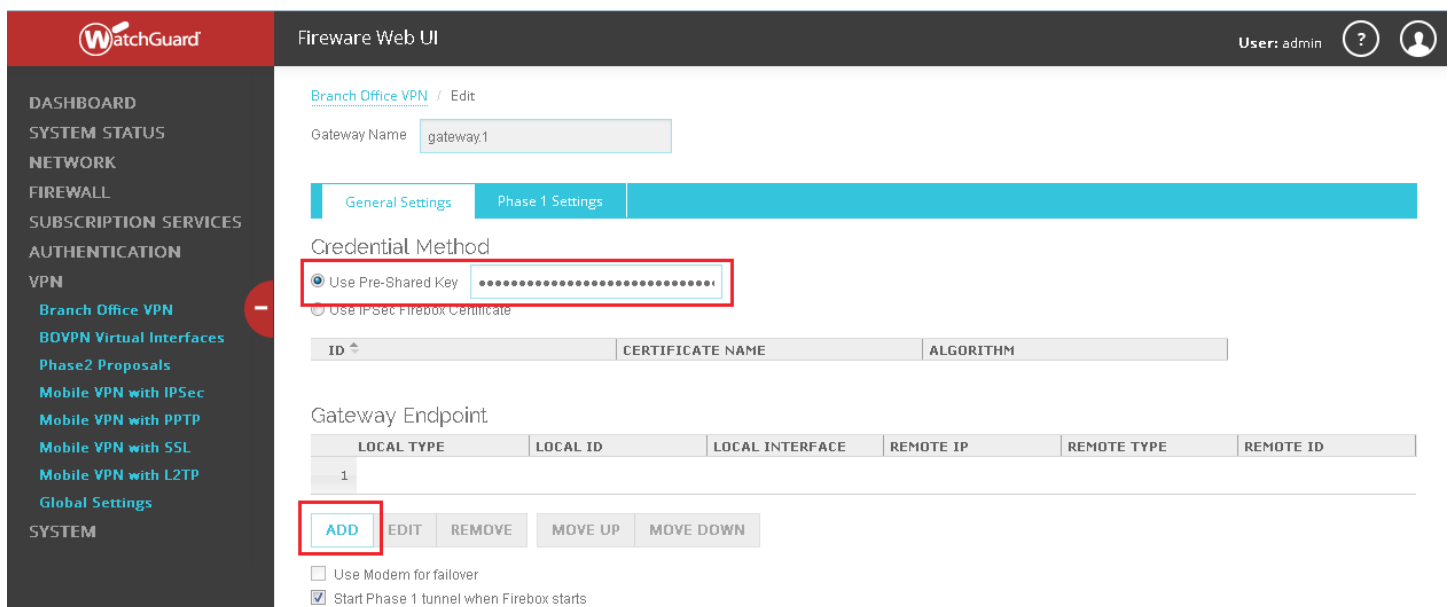 WatchGuard
Fireware Web UI
User: admin
?
DASHBOARD
SYSTEM STATUS
NETWORK
FIREWALL
SUBSCRIPTION SERVICES
AUTHENTICATION
VPN
Branch Office VPN
BOVPN Virtual Interfaces
Phase2 Proposals
Mobile VPN with IPSec
Mobile VPN with PPTP
Mobile VPN with SSL
Mobile VPN with L2TP
Global Settings
SYSTEM
Branch Office VPN / Edit
Gateway Name gateway.1
General Settings Phase 1 Settings
Credential Method
Use Pre-Shared Key ••••••••••••••••••••••••••••••
Use IPSec Firebox Certificate
ID CERTIFICATE NAME ALGORITHM
Gateway Endpoint
LOCAL TYPE LOCAL ID LOCAL INTERFACE REMOTE IP REMOTE TYPE REMOTE ID
1
ADD EDIT REMOVE MOVE UP MOVE DOWN
Use Modem for failover
Start Phase 1 tunnel when Firebox starts